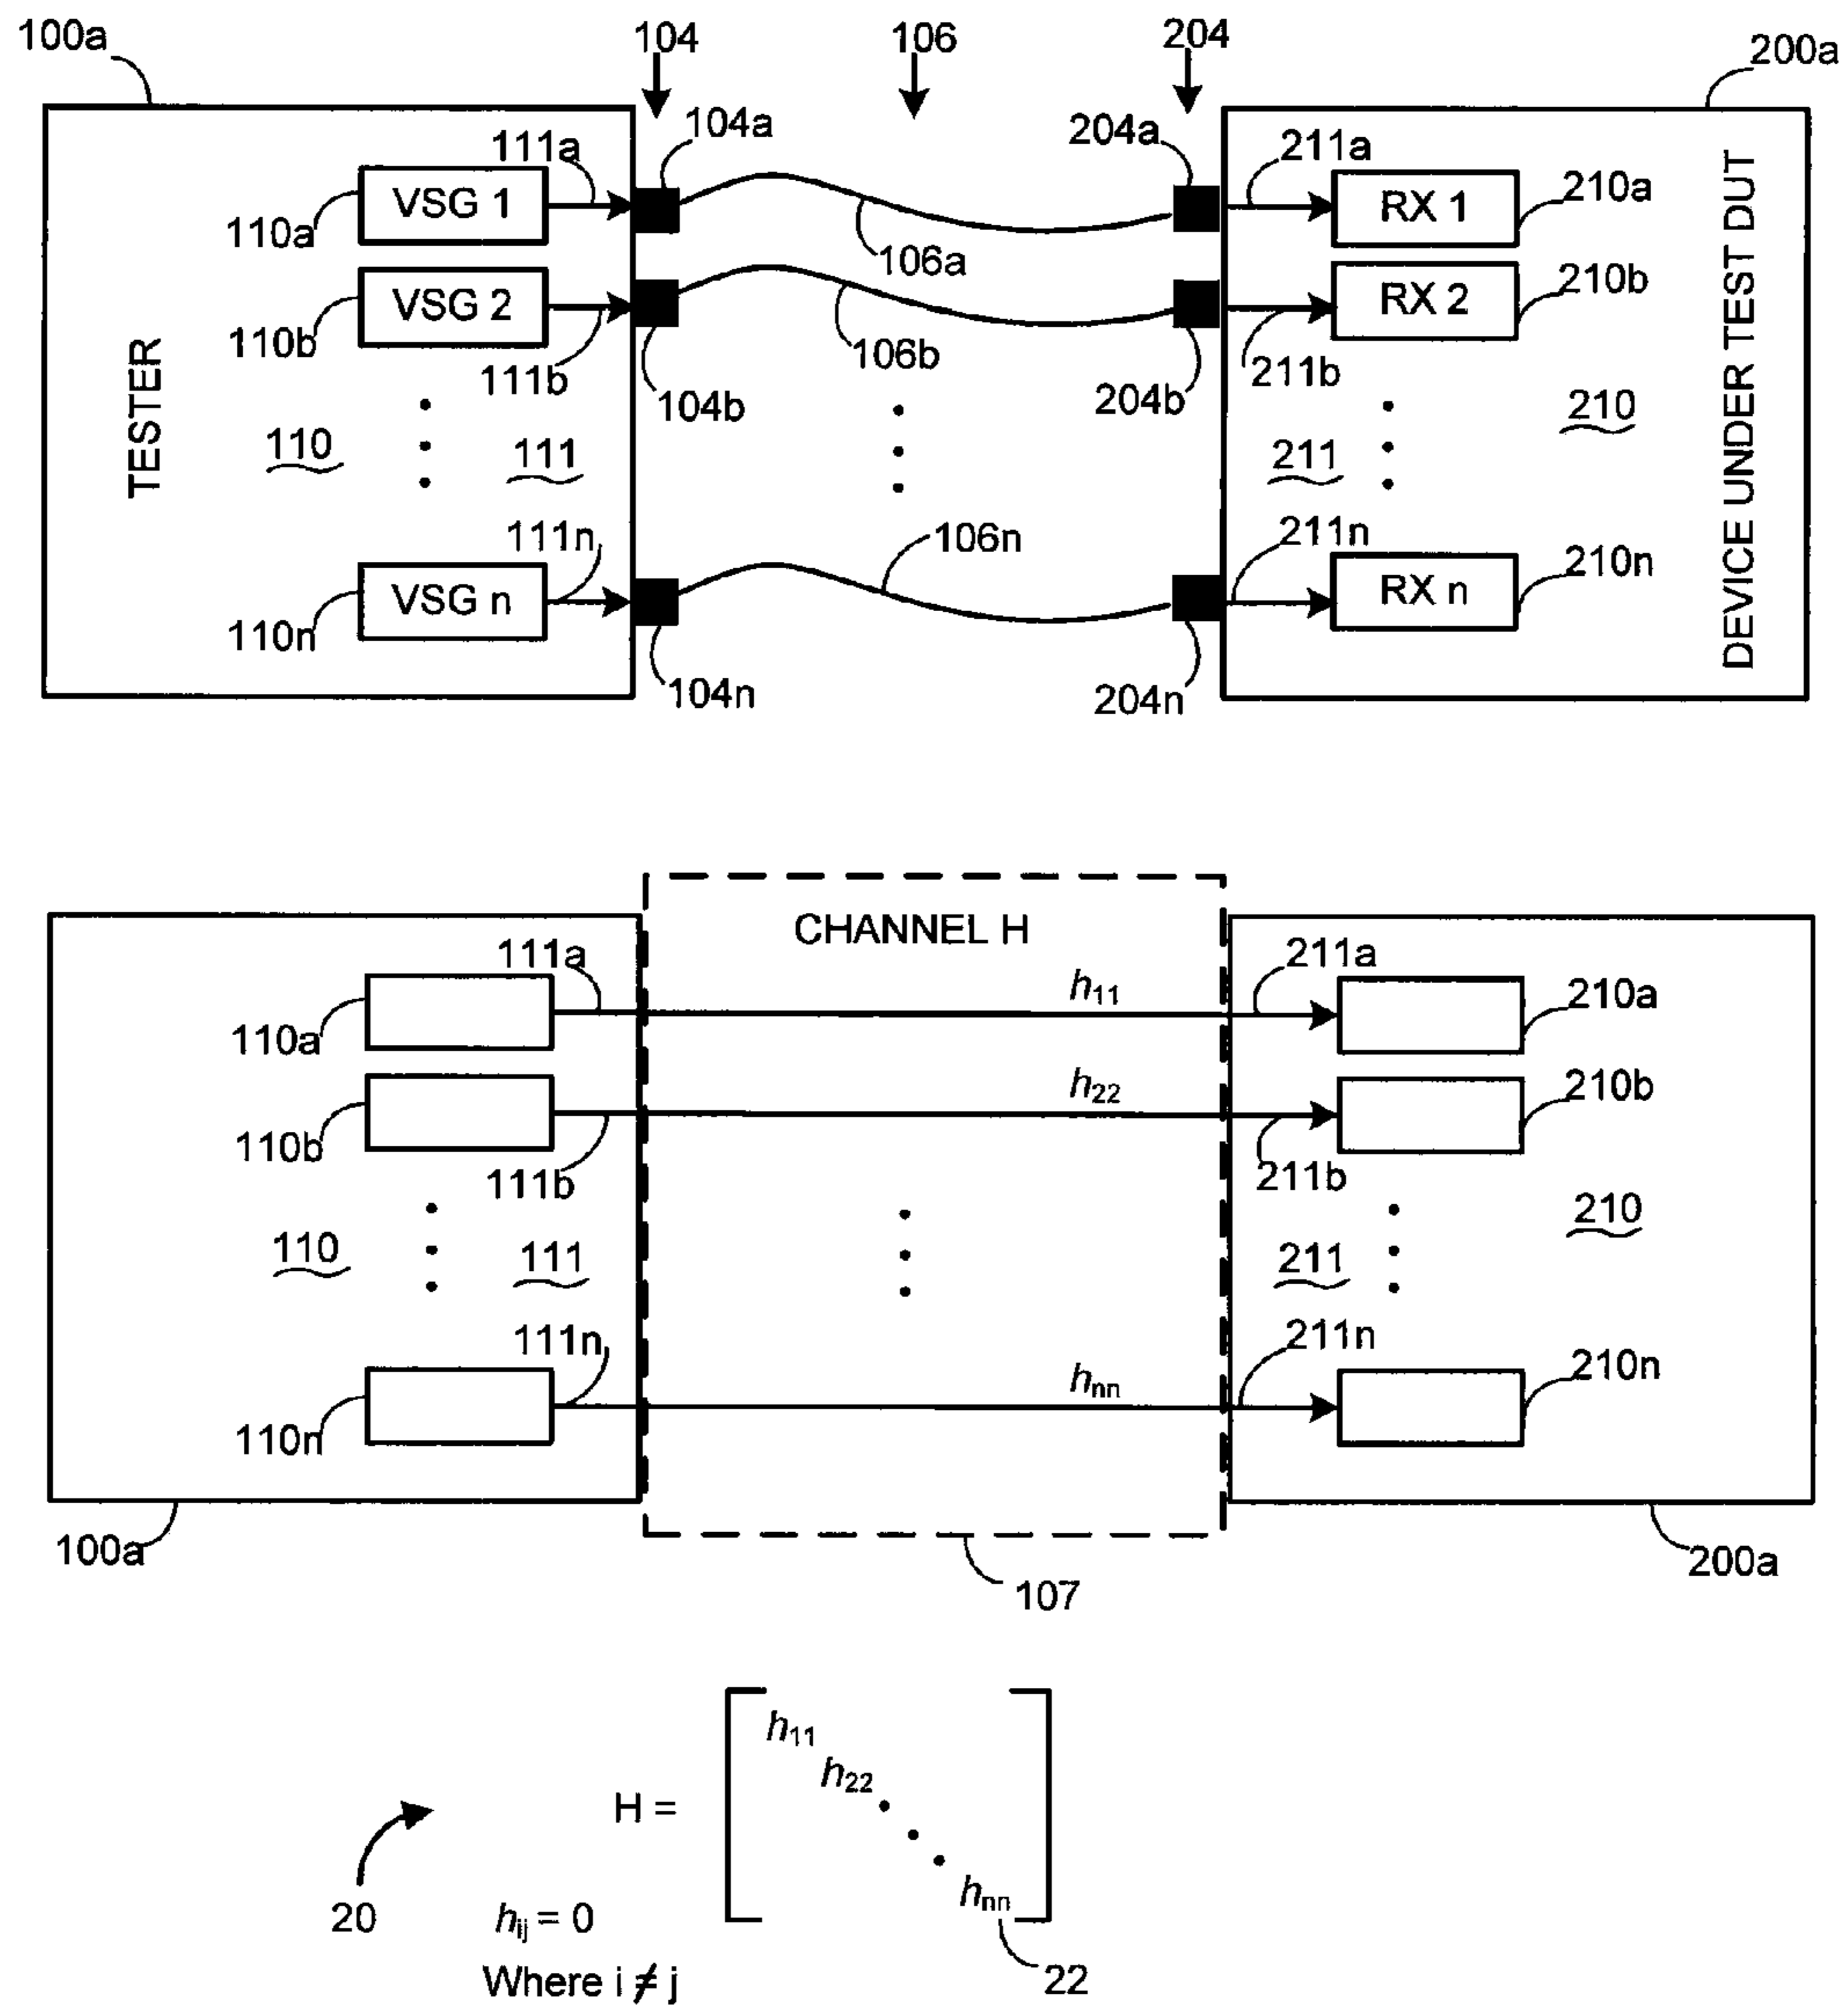 100a
104
106
204
200a
104a
204a
111a
211a
VSG 1
RX 1
210a
110a
106a
VSG 2
RX 2
210b
110b
106b
111b
211b
104b
204b
TESTER
DEVICE UNDER TEST DUT
110
111
211
210
111n
106n
211n
VSG n
RX n
210n
110n
104n
204n
CHANNEL H
111a
211a
h11
210a
110a
h22
210b
110b
111b
211b
110
111
211
210
111n
211n
hnn
210n
110n
100a
200a
107
h11
h22
H =
hnn
20
hij = 0
22
Where i ≠ j